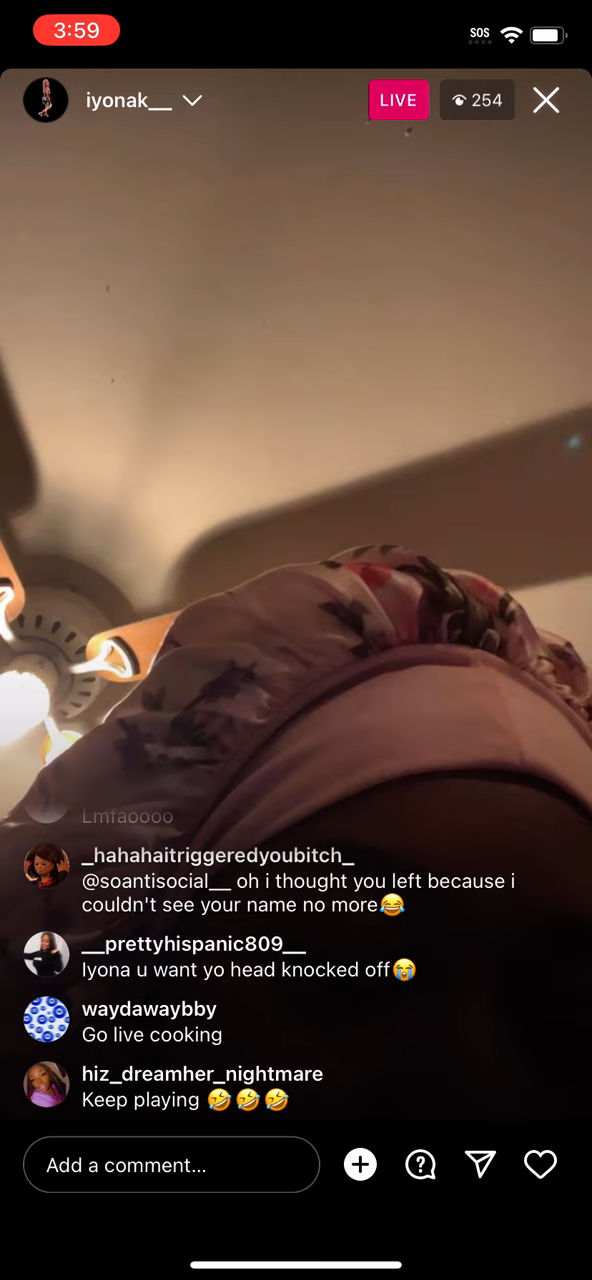 3:59
SOS
iyonak__
LIVE
254
Lmfaoooo
_hahahaitriggeredyoubitch_
@soantisocial__ oh i thought you left because i
couldn't see your name no more😂
__prettyhispanic809__
Iyona u want yo head knocked off😭
waydawaybby
Go live cooking
hiz_dreamher_nightmare
Keep playing 🤣🤣🤣
Add a comment...